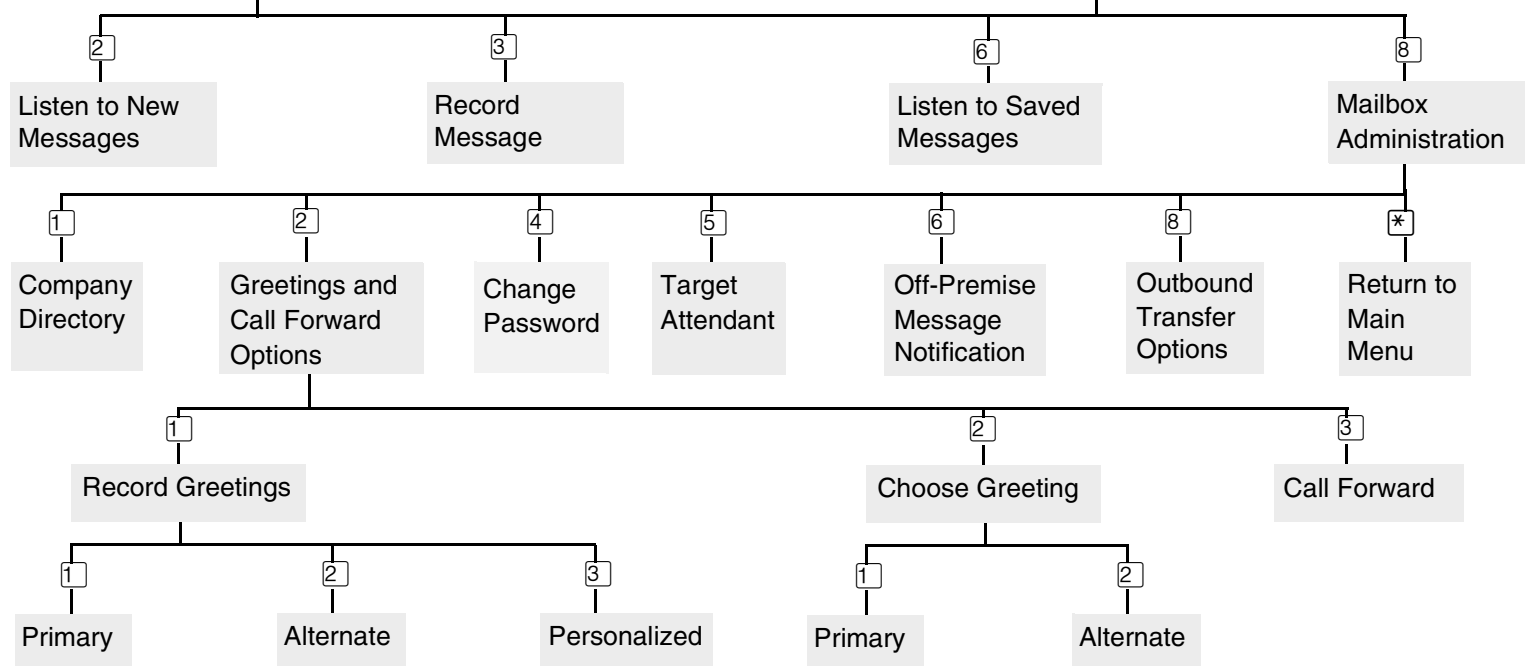 2
3
6
8
Listen to New
Messages
Record
Message
Listen to Saved
Messages
Mailbox
Administration
1
2
4
5
6
8
*
Company
Directory
Greetings and
Call Forward
Options
Change
Password
Target
Attendant
Off-Premise
Message
Notification
Outbound
Transfer
Options
Return to
Main
Menu
1
2
3
Record Greetings
Choose Greeting
Call Forward
1
2
3
1
2
Primary
Alternate
Personalized
Primary
Alternate